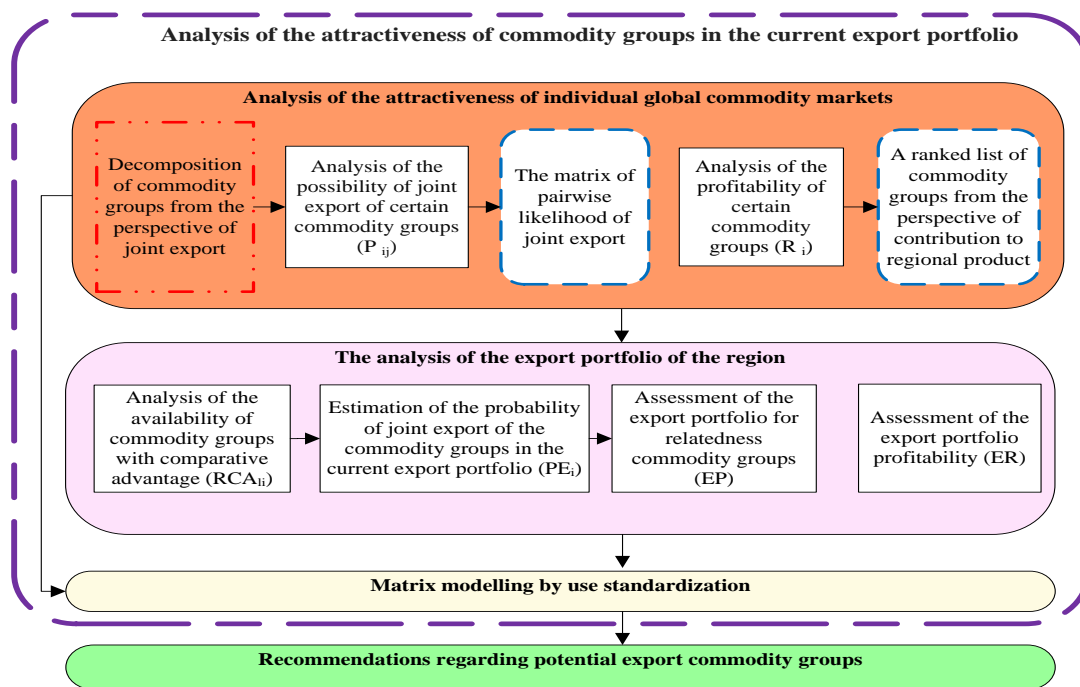 Analysis of the attractiveness of commodity groups in the current export portfolio
Analysis of the attractiveness of individual global commodity markets
Decomposition
of commodity
groups from the
perspective of
joint export
Analysis of the
possibility of joint
export of certain
commodity groups
(P ij)
The matrix of
pairwise
likelihood of
joint export
Analysis of the
profitability of
certain
commodity
groups (R i)
A ranked list of
commodity
groups from the
perspective of
contribution to
regional product
The analysis of the export portfolio of the region
Analysis of the
availability of
commodity groups
with comparative
advantage (RCAli)
Estimation of the probability
of joint export of the
commodity groups in the
current export portfolio (PEi)
Assessment of the
export portfolio for
relatedness
commodity groups
(EP)
Assessment of the
export portfolio
profitability (ER)
Matrix modelling by use standardization
Recommendations regarding potential export commodity groups